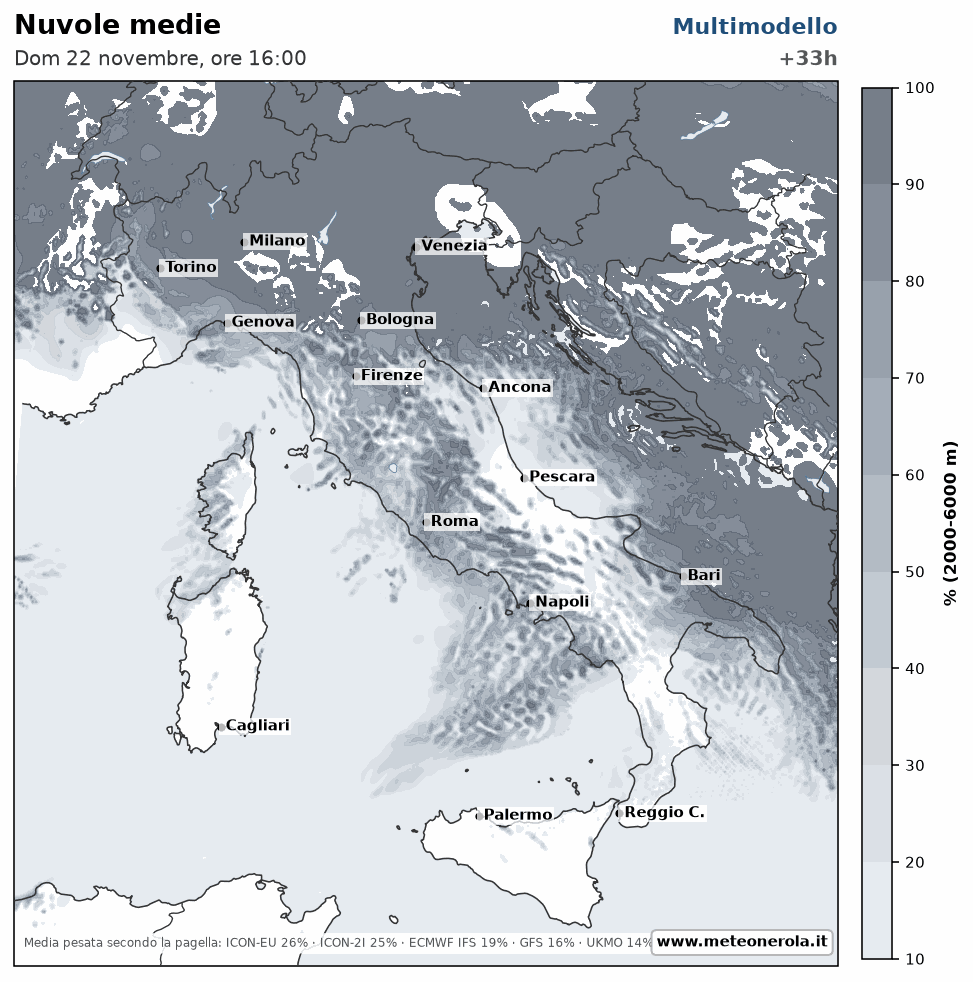 Nuvole medie
Multimodello
Dom 22 novembre, ore 16:00
+33h
100
90
80
70
60
50
40
30
20
10
% (2000-6000 m)
Milano
Venezia
Torino
Genova
Bologna
Firenze
Ancona
Pescara
Roma
Bari
Napoli
Cagliari
Palermo
Reggio C.
Media pesata secondo la pagella: ICON-EU 26% · ICON-2I 25% · ECMWF IFS 19% · GFS 16% · UKMO 14%
www.meteonerola.it